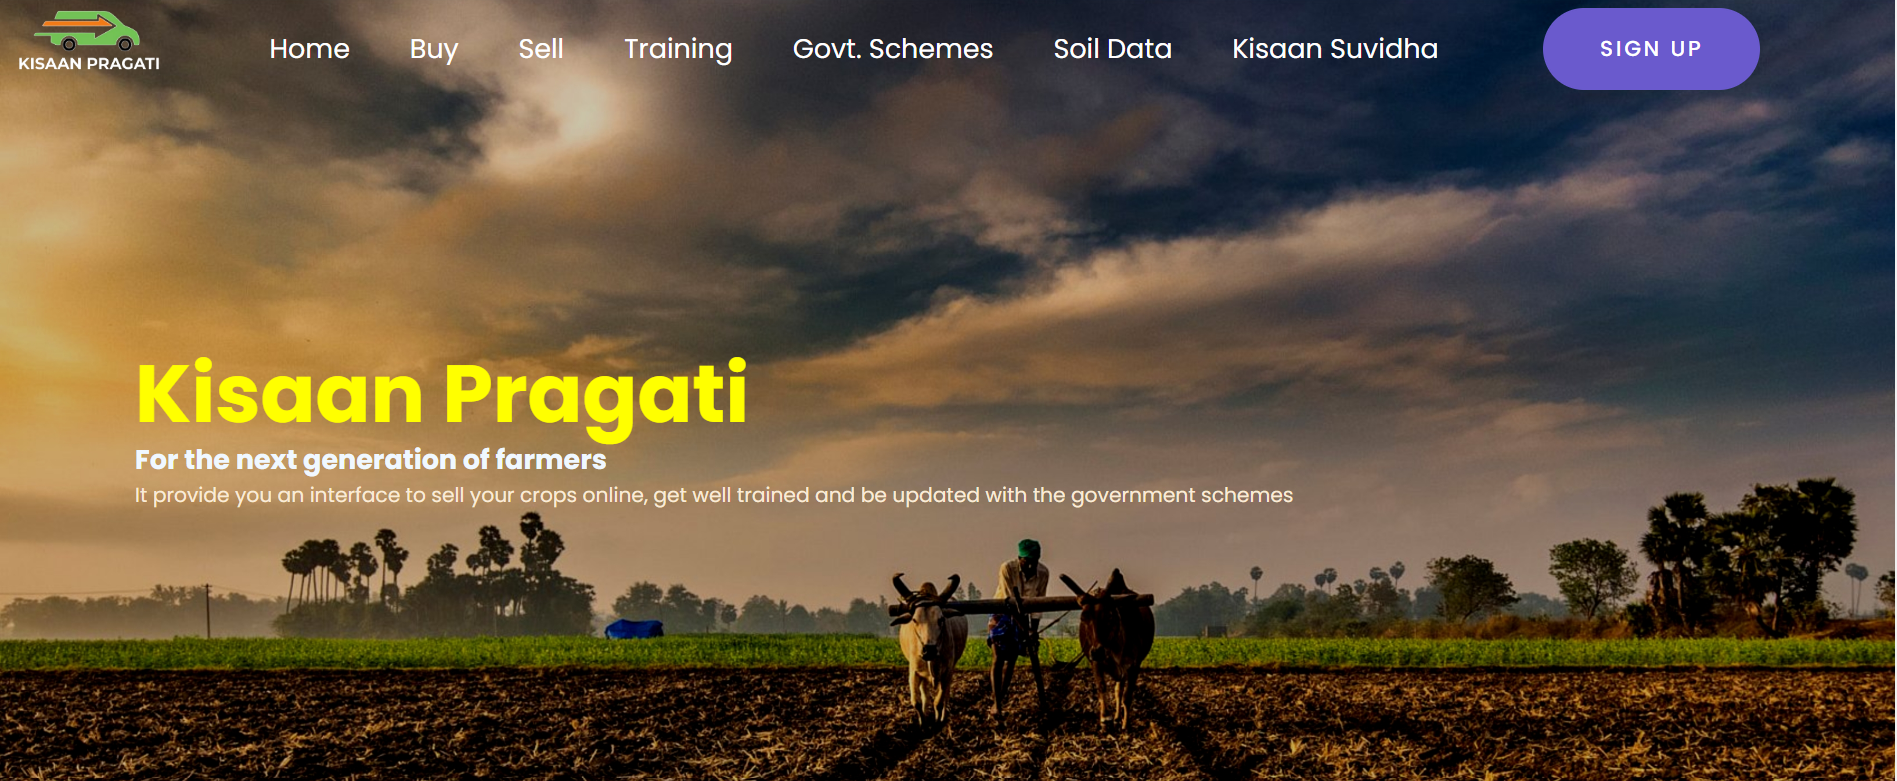 KISAAN PRAGATI
Home Buy Sell Training Govt. Schemes Soil Data Kisaan Suvidha SIGN UP
Kisaan Pragati
For the next generation of farmers
It provide you an interface to sell your crops online, get well trained and be updated with the government schemes